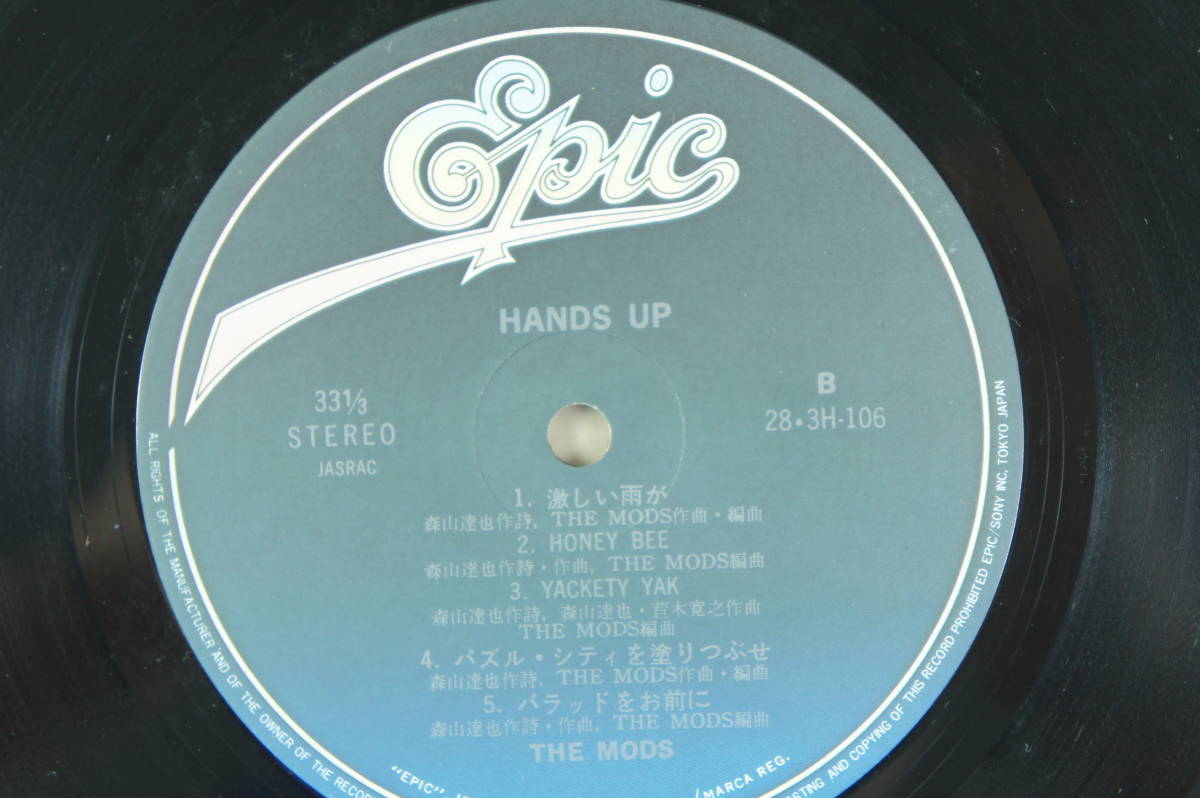 Epic
HANDS UP
33⅓
STEREO
JASRAC
B
28・3H-106
1. 激しい雨が
森山達也作詩, THE MODS作曲・編曲
2. HONEY BEE
森山達也作詩・作曲, THE MODS編曲
3. YACKETY YAK
森山達也作詩, 森山達也・苣木寛之作曲
THE MODS編曲
4. パズル・シティを塗りつぶせ
森山達也作詩, THE MODS作曲・編曲
5. バラッドをお前に
森山達也作詩・作曲, THE MODS編曲
THE MODS
ALL RIGHTS OF THE MANUFACTURER AND OF THE OWNER OF THE RECOR
"EPIC",
/MARCA REG.
AND COPYING OF THIS RECORD PROHIBITED EPIC/SONY INC, TOKYO JAPAN